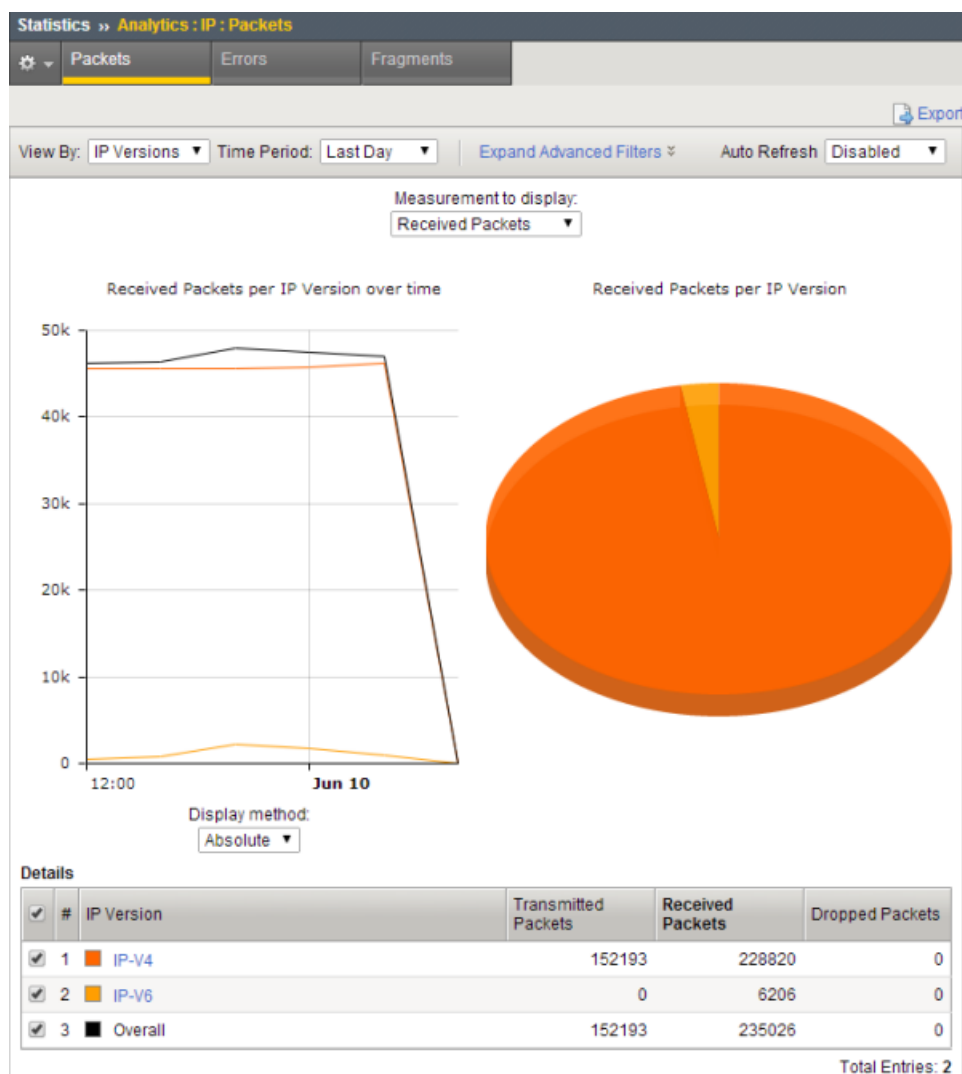 Statistics ›› Analytics : IP : Packets
Packets Errors Fragments
Export
View By: IP Versions Time Period: Last Day Expand Advanced Filters Auto Refresh Disabled
Measurement to display:
Received Packets
Received Packets per IP Version over time
Received Packets per IP Version
50k
40k
30k
20k
10k
0
12:00 Jun 10
Display method:
Absolute
Details
# IP Version Transmitted Packets Received Packets Dropped Packets
1 IP-V4 152193 228820 0
2 IP-V6 0 6206 0
3 Overall 152193 235026 0
Total Entries: 2